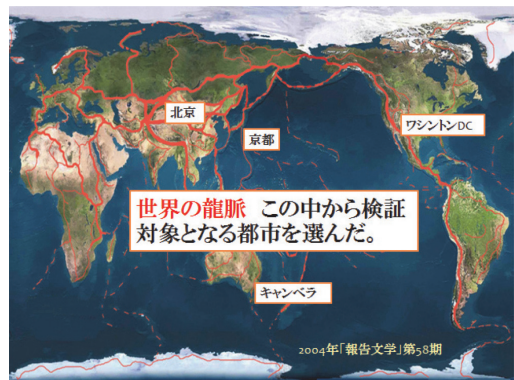 北京
京都
ワシントンDC
世界の龍脈 この中から検証
対象となる都市を選んだ。
キャンベラ
2004年「報告文学」第58期